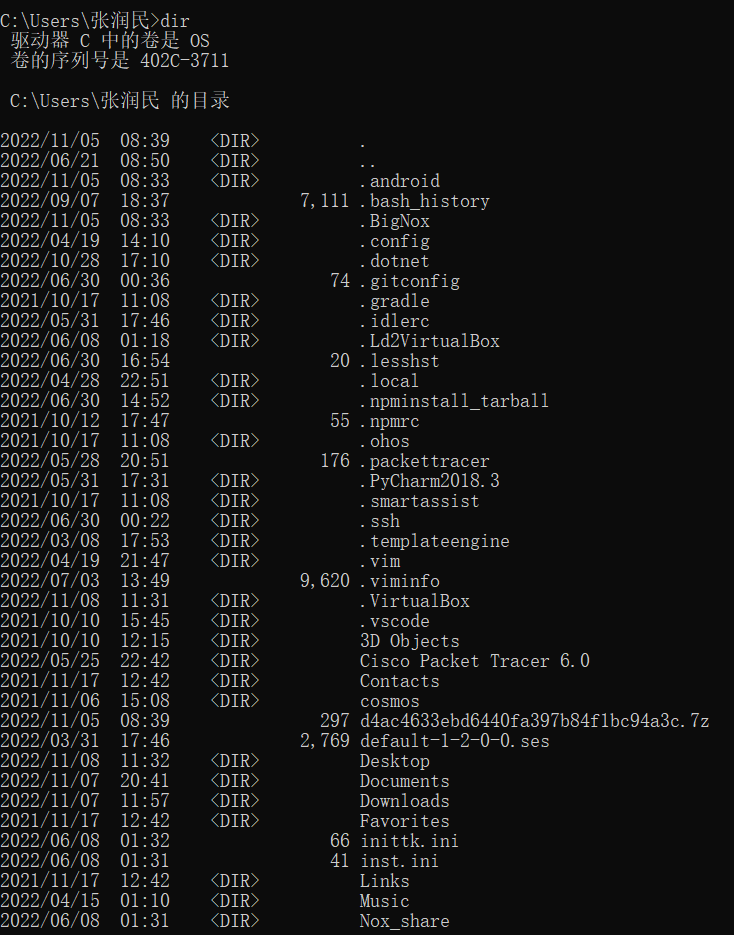 C:\Users\张润民>dir
 驱动器 C 中的卷是 OS
 卷的序列号是 402C-3711

 C:\Users\张润民 的目录

2022/11/05  08:39    <DIR>          .
2022/06/21  08:50    <DIR>          ..
2022/11/05  08:33    <DIR>          .android
2022/09/07  18:37             7,111 .bash_history
2022/11/05  08:33    <DIR>          .BigNox
2022/04/19  14:10    <DIR>          .config
2022/10/28  17:10    <DIR>          .dotnet
2022/06/30  00:36                74 .gitconfig
2021/10/17  11:08    <DIR>          .gradle
2022/05/31  17:46    <DIR>          .idlerc
2022/06/08  01:18    <DIR>          .Ld2VirtualBox
2022/06/30  16:54                20 .lesshst
2022/04/28  22:51    <DIR>          .local
2022/06/30  14:52    <DIR>          .npminstall_tarball
2021/10/12  17:47                55 .npmrc
2021/10/17  11:08    <DIR>          .ohos
2022/05/28  20:51               176 .packettracer
2022/05/31  17:31    <DIR>          .PyCharm2018.3
2021/10/17  11:08    <DIR>          .smartassist
2022/06/30  00:22    <DIR>          .ssh
2022/03/08  17:53    <DIR>          .templateengine
2022/04/19  21:47    <DIR>          .vim
2022/07/03  13:49             9,620 .viminfo
2022/11/08  11:31    <DIR>          .VirtualBox
2021/10/10  15:45    <DIR>          .vscode
2021/10/10  12:15    <DIR>          3D Objects
2022/05/25  22:42    <DIR>          Cisco Packet Tracer 6.0
2021/11/17  12:42    <DIR>          Contacts
2021/11/06  15:08    <DIR>          cosmos
2022/11/05  08:39               297 d4ac4633ebd6440fa397b84f1bc94a3c.7z
2022/03/31  17:46             2,769 default-1-2-0-0.ses
2022/11/08  11:32    <DIR>          Desktop
2022/11/07  20:41    <DIR>          Documents
2022/11/07  11:57    <DIR>          Downloads
2021/11/17  12:42    <DIR>          Favorites
2022/06/08  01:32                66 inittk.ini
2022/06/08  01:31                41 inst.ini
2021/11/17  12:42    <DIR>          Links
2022/04/15  01:10    <DIR>          Music
2022/06/08  01:31    <DIR>          Nox_share